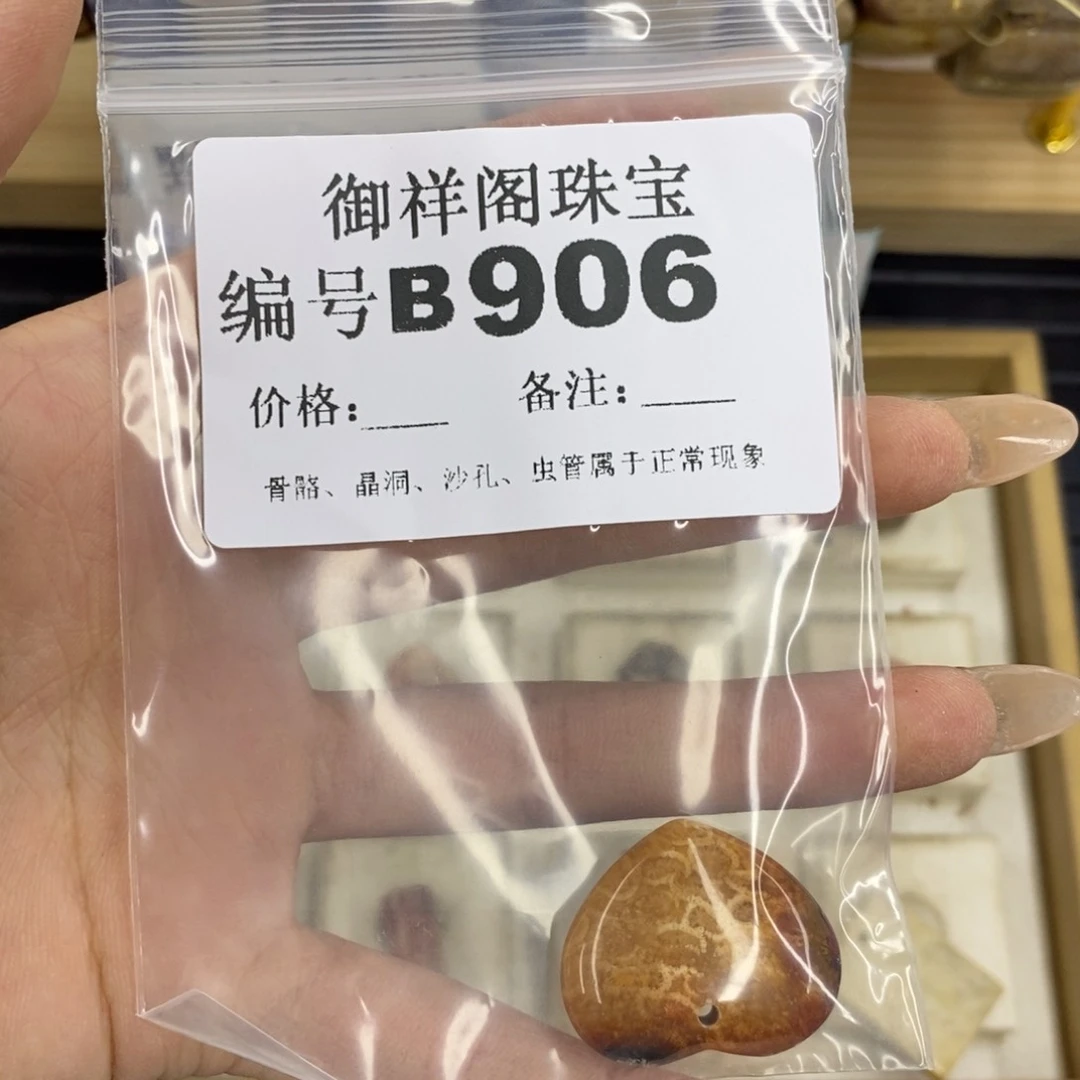 御祥阁珠宝
编号B906
价格:____ 备注:____
骨骼、晶洞、沙孔、虫管属于正常现象